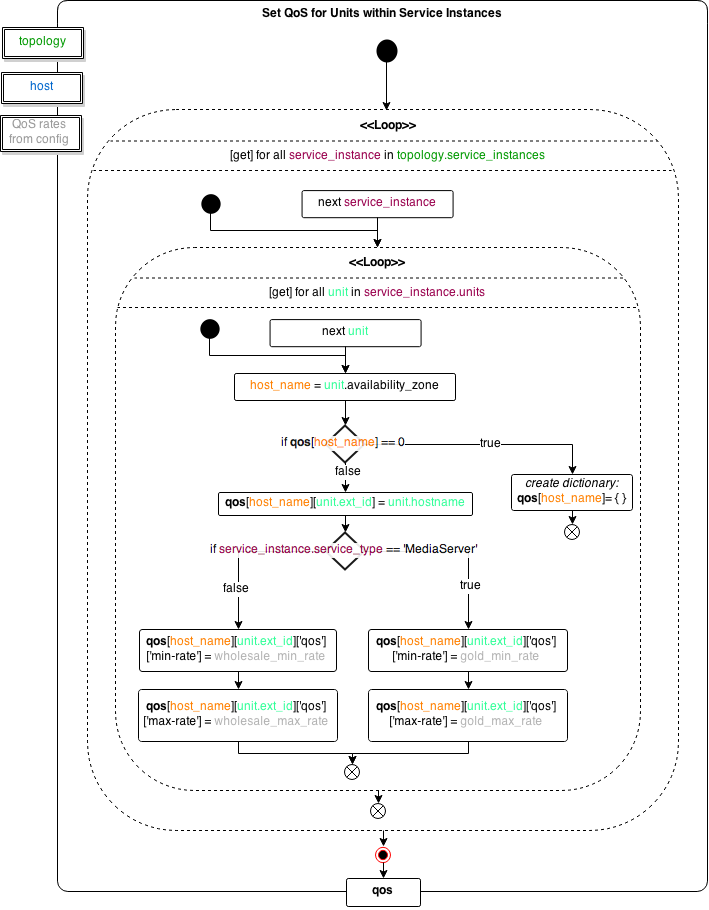 Set QoS for Units within Service Instances
topology
host
QoS rates
from config
<<Loop>>
[get] for all service_instance in topology.service_instances
next service_instance
<<Loop>>
[get] for all unit in service_instance.units
next unit
host_name = unit.availability_zone
if qos[host_name] == 0
true
false
create dictionary:
qos[host_name]={ }
qos[host_name][unit.ext_id] = unit.hostname
if service_instance.service_type == 'MediaServer'
false
true
qos[host_name][unit.ext_id]['qos']
['min-rate'] = wholesale_min_rate
qos[host_name][unit.ext_id]['qos']
['min-rate'] = gold_min_rate
qos[host_name][unit.ext_id]['qos']
['max-rate'] = wholesale_max_rate
qos[host_name][unit.ext_id]['qos']
['max-rate'] = gold_max_rate
qos